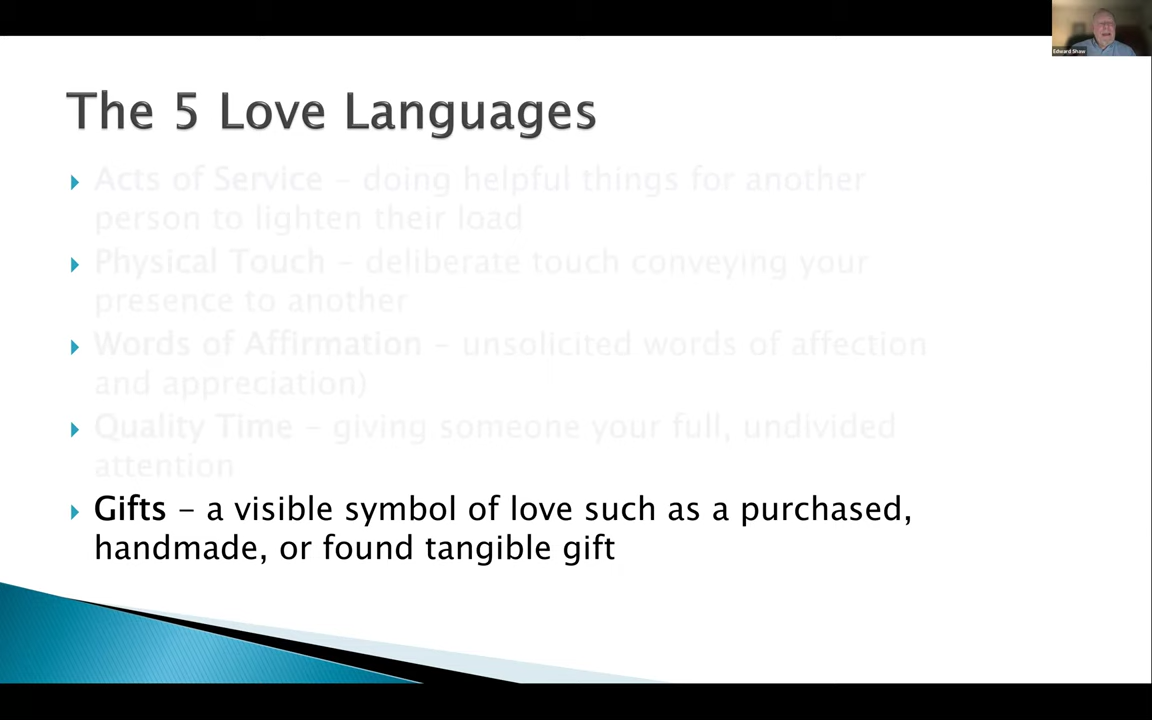 Edward Shaw
The 5 Love Languages
Acts of Service – doing helpful things for another
person to lighten their load
Physical Touch – deliberate touch conveying your
presence to another
Words of Affirmation – unsolicited words of affection
and appreciation)
Quality Time – giving someone your full, undivided
attention
Gifts – a visible symbol of love such as a purchased,
handmade, or found tangible gift